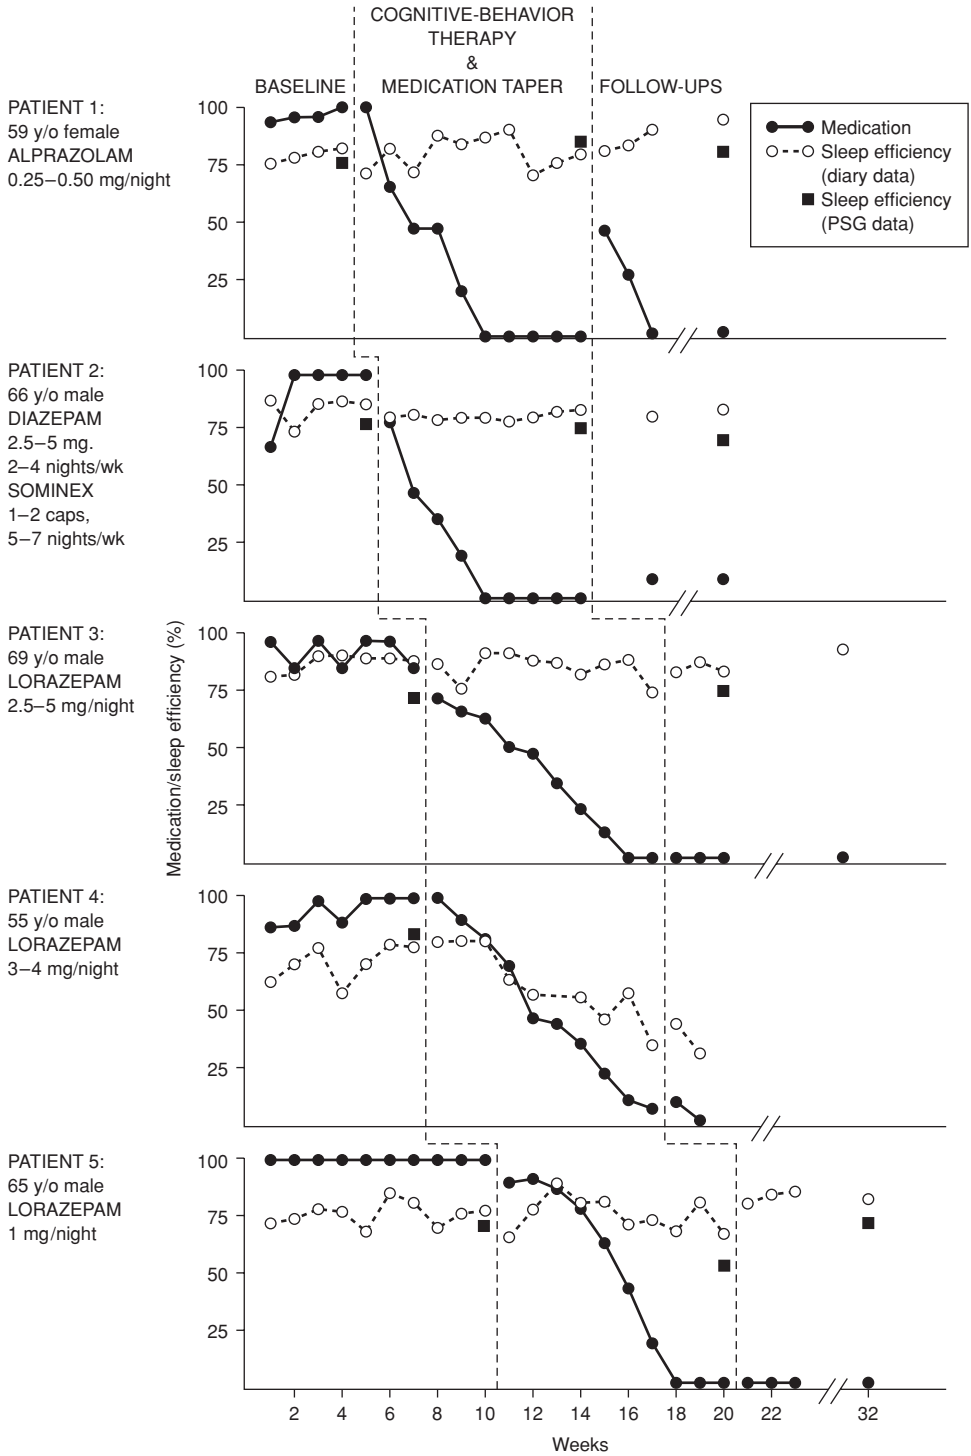 COGNITIVE-BEHAVIOR
THERAPY
&
MEDICATION TAPER
BASELINE
FOLLOW-UPS
PATIENT 1:
59 y/o female
ALPRAZOLAM
0.25–0.50 mg/night
100
75
50
25
Medication
Sleep efficiency
(diary data)
Sleep efficiency
(PSG data)
PATIENT 2:
66 y/o male
DIAZEPAM
2.5–5 mg.
2–4 nights/wk
SOMINEX
1–2 caps,
5–7 nights/wk
100
75
50
25
PATIENT 3:
69 y/o male
LORAZEPAM
2.5–5 mg/night
Medication/sleep efficiency (%)
100
75
50
25
PATIENT 4:
55 y/o male
LORAZEPAM
3–4 mg/night
100
75
50
25
PATIENT 5:
65 y/o male
LORAZEPAM
1 mg/night
100
75
50
25
2 4 6 8 10 12 14 16 18 20 22 32
Weeks